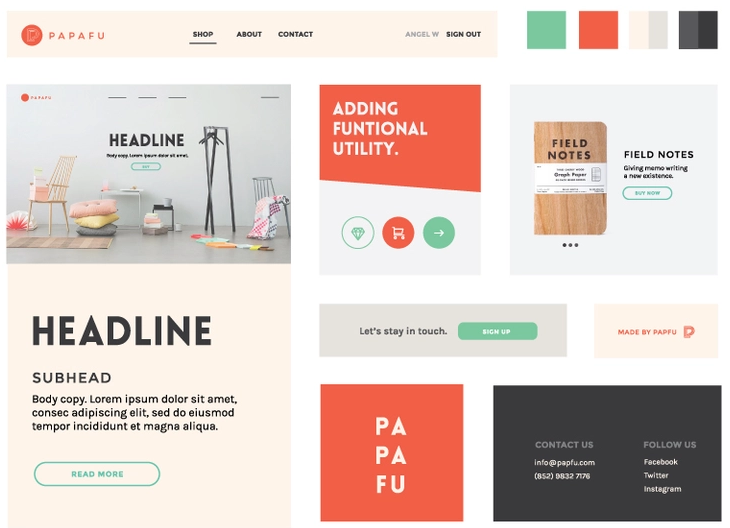 PAPAFU
SHOP
ABOUT
CONTACT
ANGEL W
SIGN OUT
PAPAFU
HEADLINE
Body copy. Lorem ipsum dolor sit amet.
BUY
ADDING
FUNTIONAL
UTILITY.
FIELD
NOTES
Graph Paper
FIELD NOTES
Giving memo writing
a new existence.
BUY NOW
HEADLINE
SUBHEAD
Body copy. Lorem ipsum dolor sit amet,
consec adipiscing elit, sed do eiusmod
tempor incididunt et magna aliqua.
READ MORE
Let's stay in touch.
SIGN UP
MADE BY PAPFU
PA
PA
FU
CONTACT US
info@papfu.com
(852) 9832 7176
FOLLOW US
Facebook
Twitter
Instagram